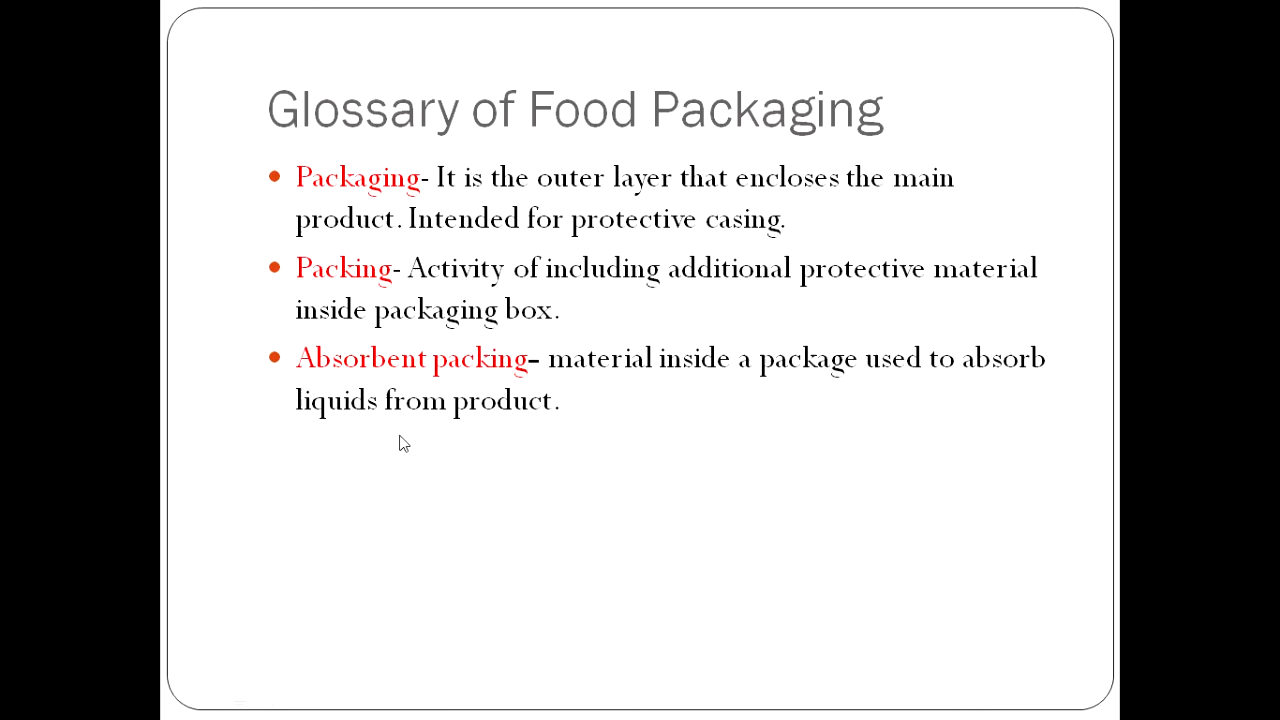 Glossary of Food Packaging
• Packaging- It is the outer layer that encloses the main
product. Intended for protective casing.
• Packing- Activity of including additional protective material
inside packaging box.
• Absorbent packing– material inside a package used to absorb
liquids from product.